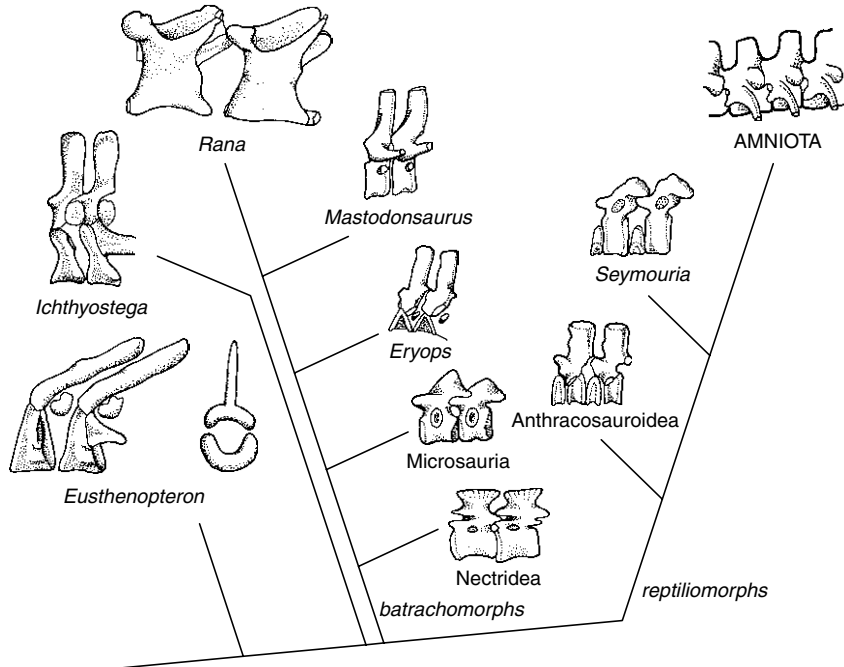 Rana
AMNIOTA
Mastodonsaurus
Seymouria
Ichthyostega
Eryops
Anthracosauroidea
Microsauria
Eusthenopteron
Nectridea
batrachomorphs
reptiliomorphs